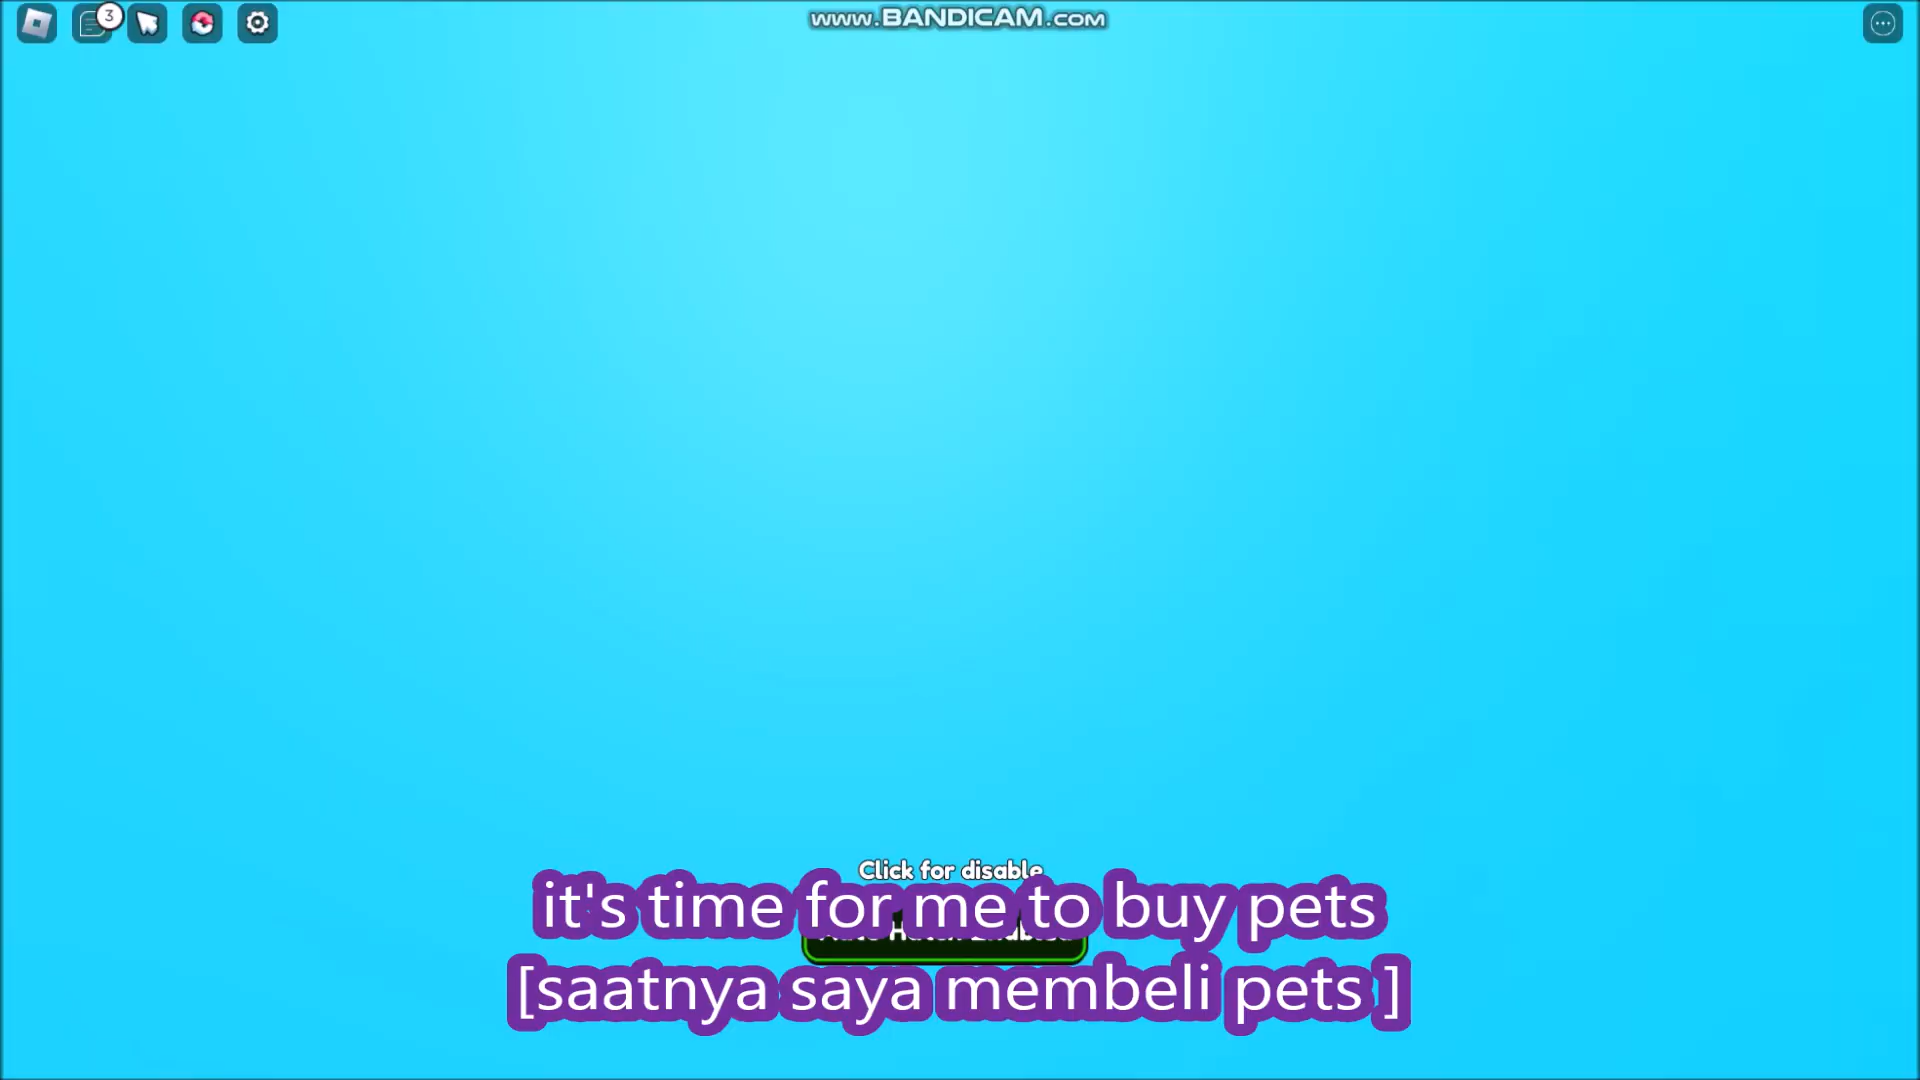 3
www.BANDICAM.com
Click for disable
it's time for me to buy pets
[saatnya saya membeli pets ]